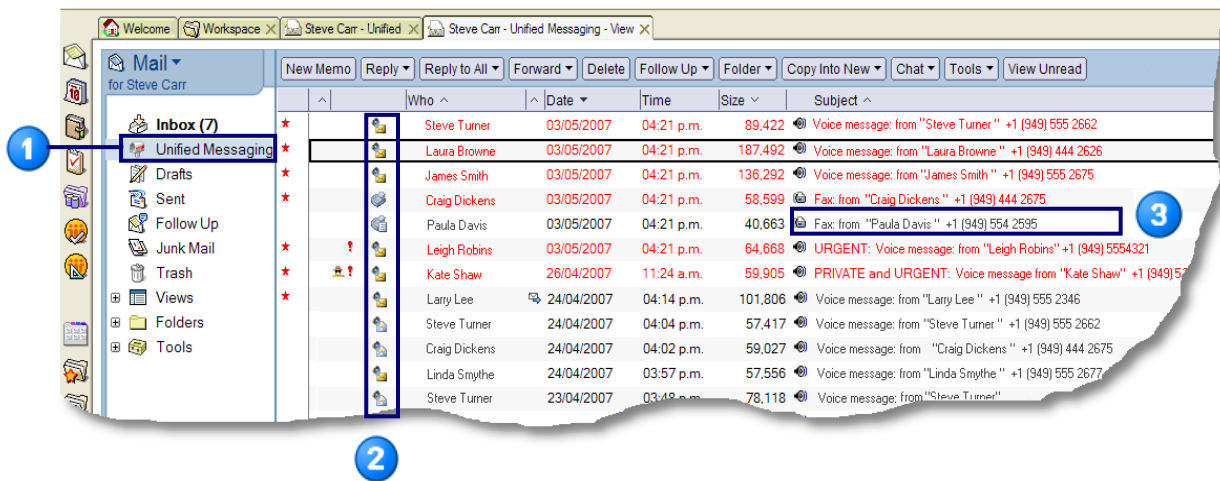 Welcome Workspace Steve Carr - Unified Steve Carr - Unified Messaging - View
Mail
for Steve Carr
New Memo Reply Reply to All Forward Delete Follow Up Folder Copy Into New Chat Tools View Unread
Who Date Time Size Subject
Inbox (7)
Unified Messaging
Drafts
Sent
Follow Up
Junk Mail
Trash
Views
Folders
Tools
Steve Turner 03/05/2007 04:21 p.m. 89,422 Voice message: from "Steve Turner " +1 (949) 555 2662
Laura Browne 03/05/2007 04:21 p.m. 187,492 Voice message: from "Laura Browne " +1 (949) 444 2626
James Smith 03/05/2007 04:21 p.m. 136,292 Voice message: from "James Smith " +1 (949) 555 2675
Craig Dickens 03/05/2007 04:21 p.m. 58,599 Fax: from "Craig Dickens " +1 (949) 444 2675
Paula Davis 03/05/2007 04:21 p.m. 40,663 Fax: from "Paula Davis " +1 (949) 554 2595
Leigh Robins 03/05/2007 04:21 p.m. 64,668 URGENT: Voice message: from "Leigh Robins" +1 (949) 5554321
Kate Shaw 26/04/2007 11:24 a.m. 59,905 PRIVATE and URGENT: Voice message from "Kate Shaw" +1 (949)
Larry Lee 24/04/2007 04:14 p.m. 101,806 Voice message: from "Larry Lee " +1 (949) 555 2346
Steve Turner 24/04/2007 04:04 p.m. 57,417 Voice message: from "Steve Turner " +1 (949) 555 2662
Craig Dickens 24/04/2007 04:02 p.m. 59,027 Voice message: from "Craig Dickens " +1 (949) 444 2675
Linda Smythe 24/04/2007 03:57 p.m. 57,556 Voice message: from "Linda Smythe " +1 (949) 555 2677
Steve Turner 23/04/2007 03:48 p.m. 78,118 Voice message: from "Steve Turner"
1
2
3
18